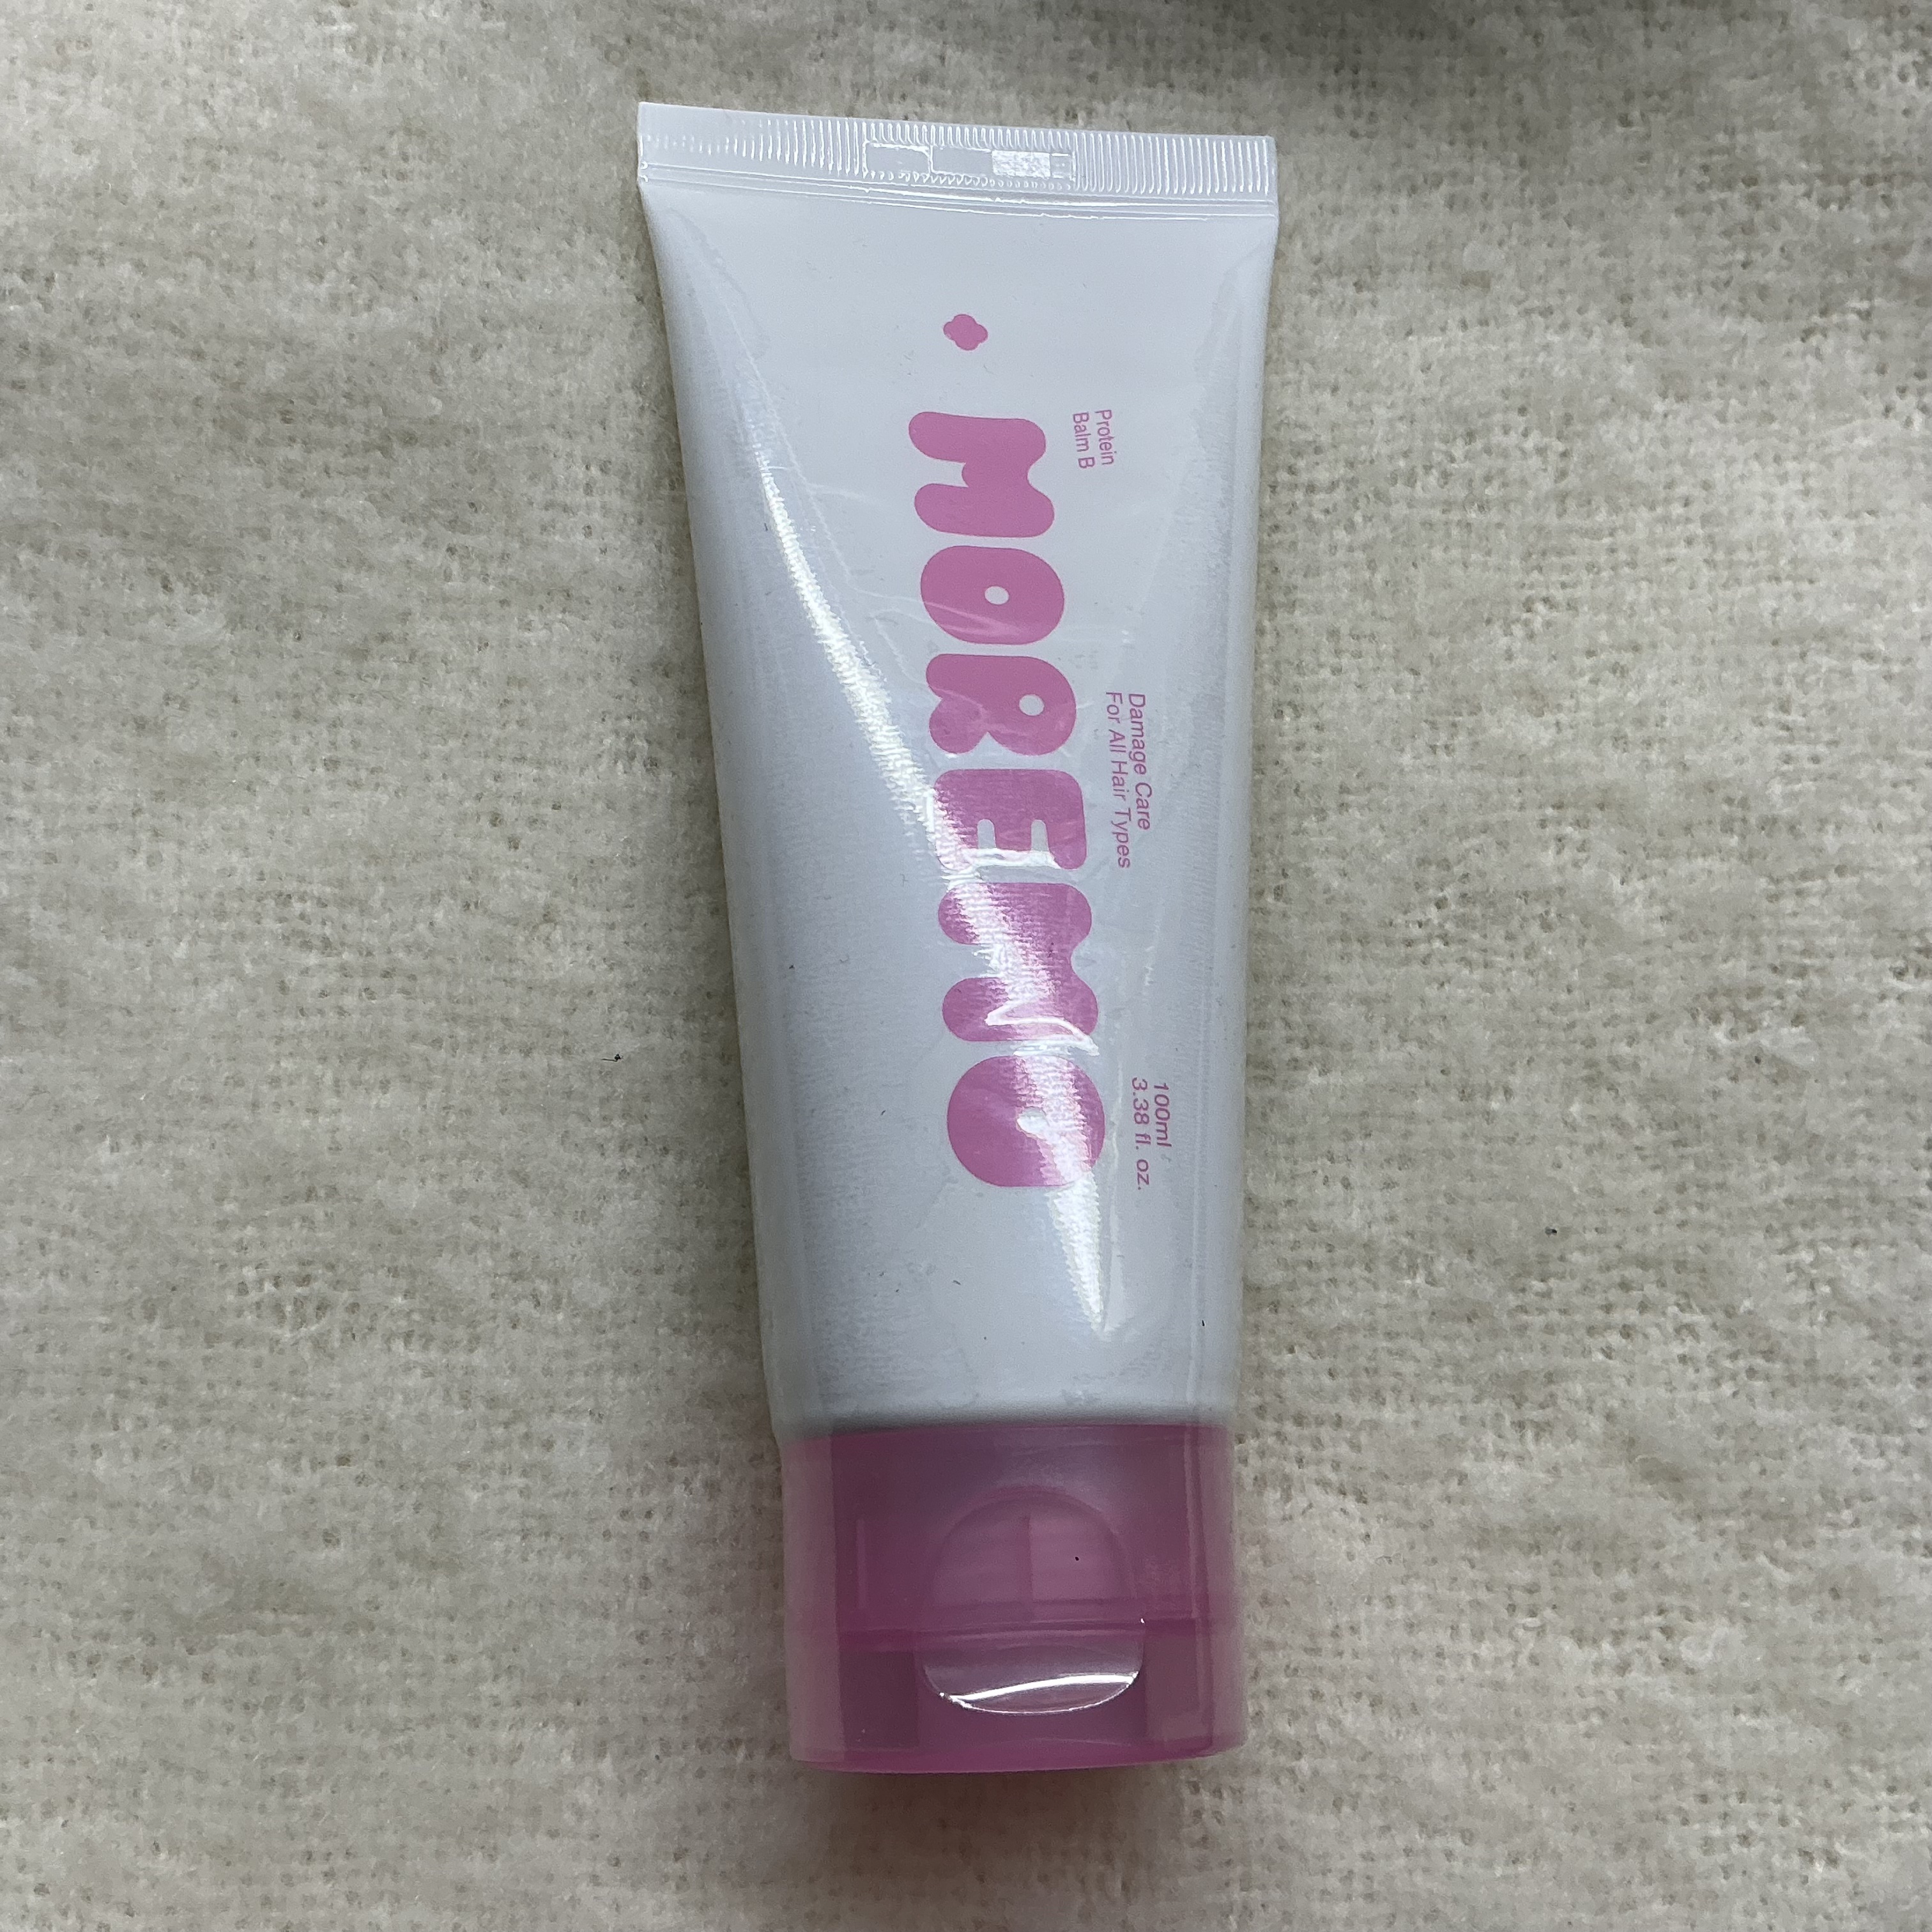 Protein
Balm B
Damage Care
For All Hair Types
100ml
3.38 fl. oz.
MOREMO